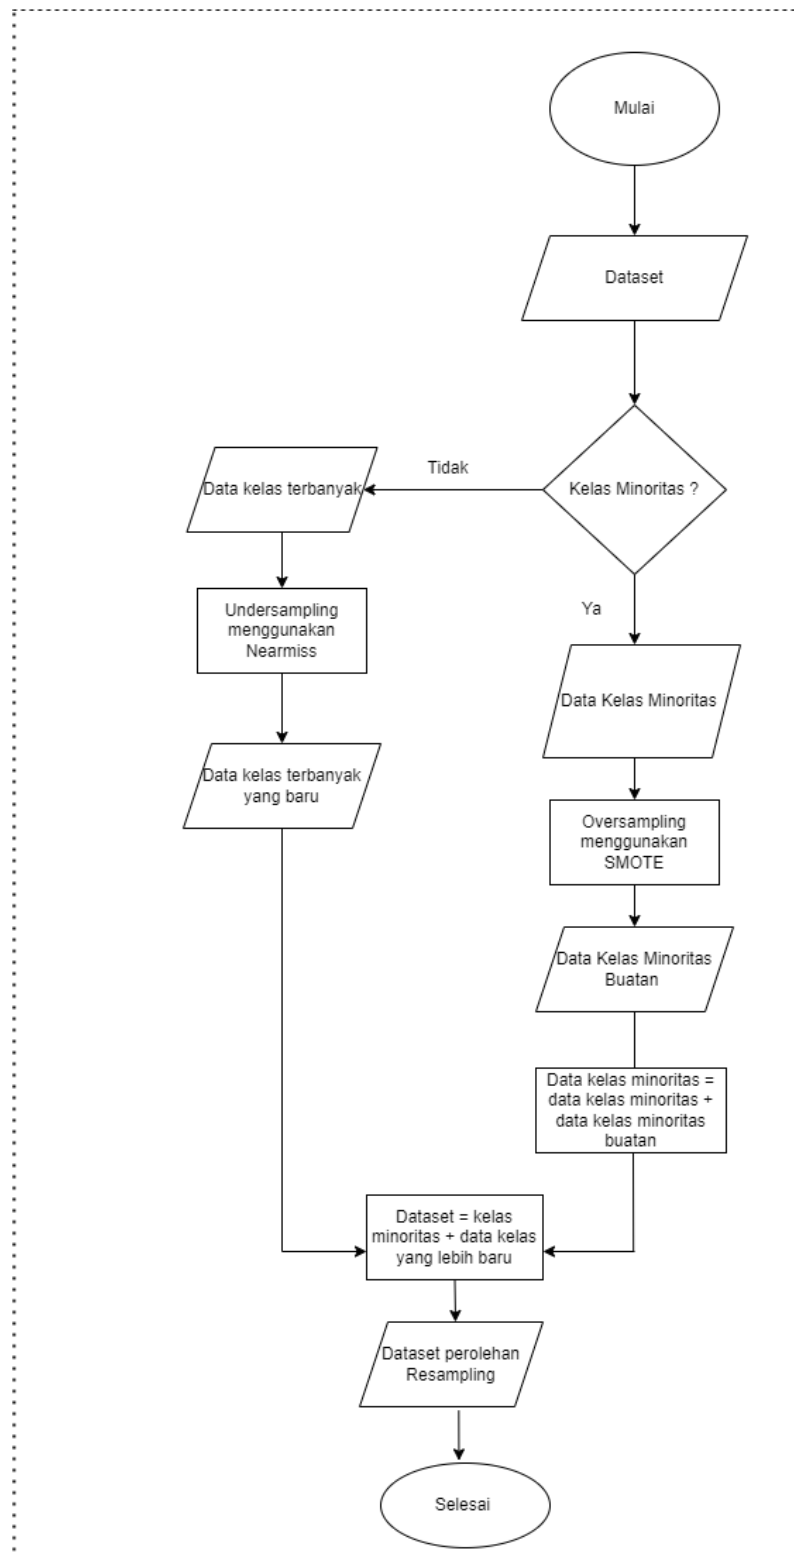 Mulai
Dataset
Kelas Minoritas ?
Tidak
Data kelas terbanyak
Undersampling
menggunakan
Nearmiss
Data kelas terbanyak
yang baru
Ya
Data Kelas Minoritas
Oversampling
menggunakan
SMOTE
Data Kelas Minoritas
Buatan
Data kelas minoritas =
data kelas minoritas +
data kelas minoritas
buatan
Dataset = kelas
minoritas + data kelas
yang lebih baru
Dataset perolehan
Resampling
Selesai